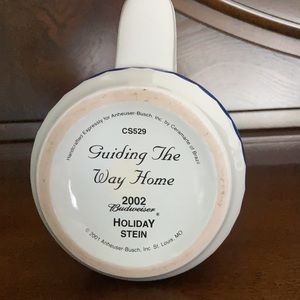 Handcrafted Expressly for Anheuser-Busch, Inc. by Ceramarte of Brazil
CS529
Guiding The
Way Home
2002
Budweiser®
HOLIDAY
STEIN
© 2001 Anheuser-Busch, Inc. St. Louis, MO